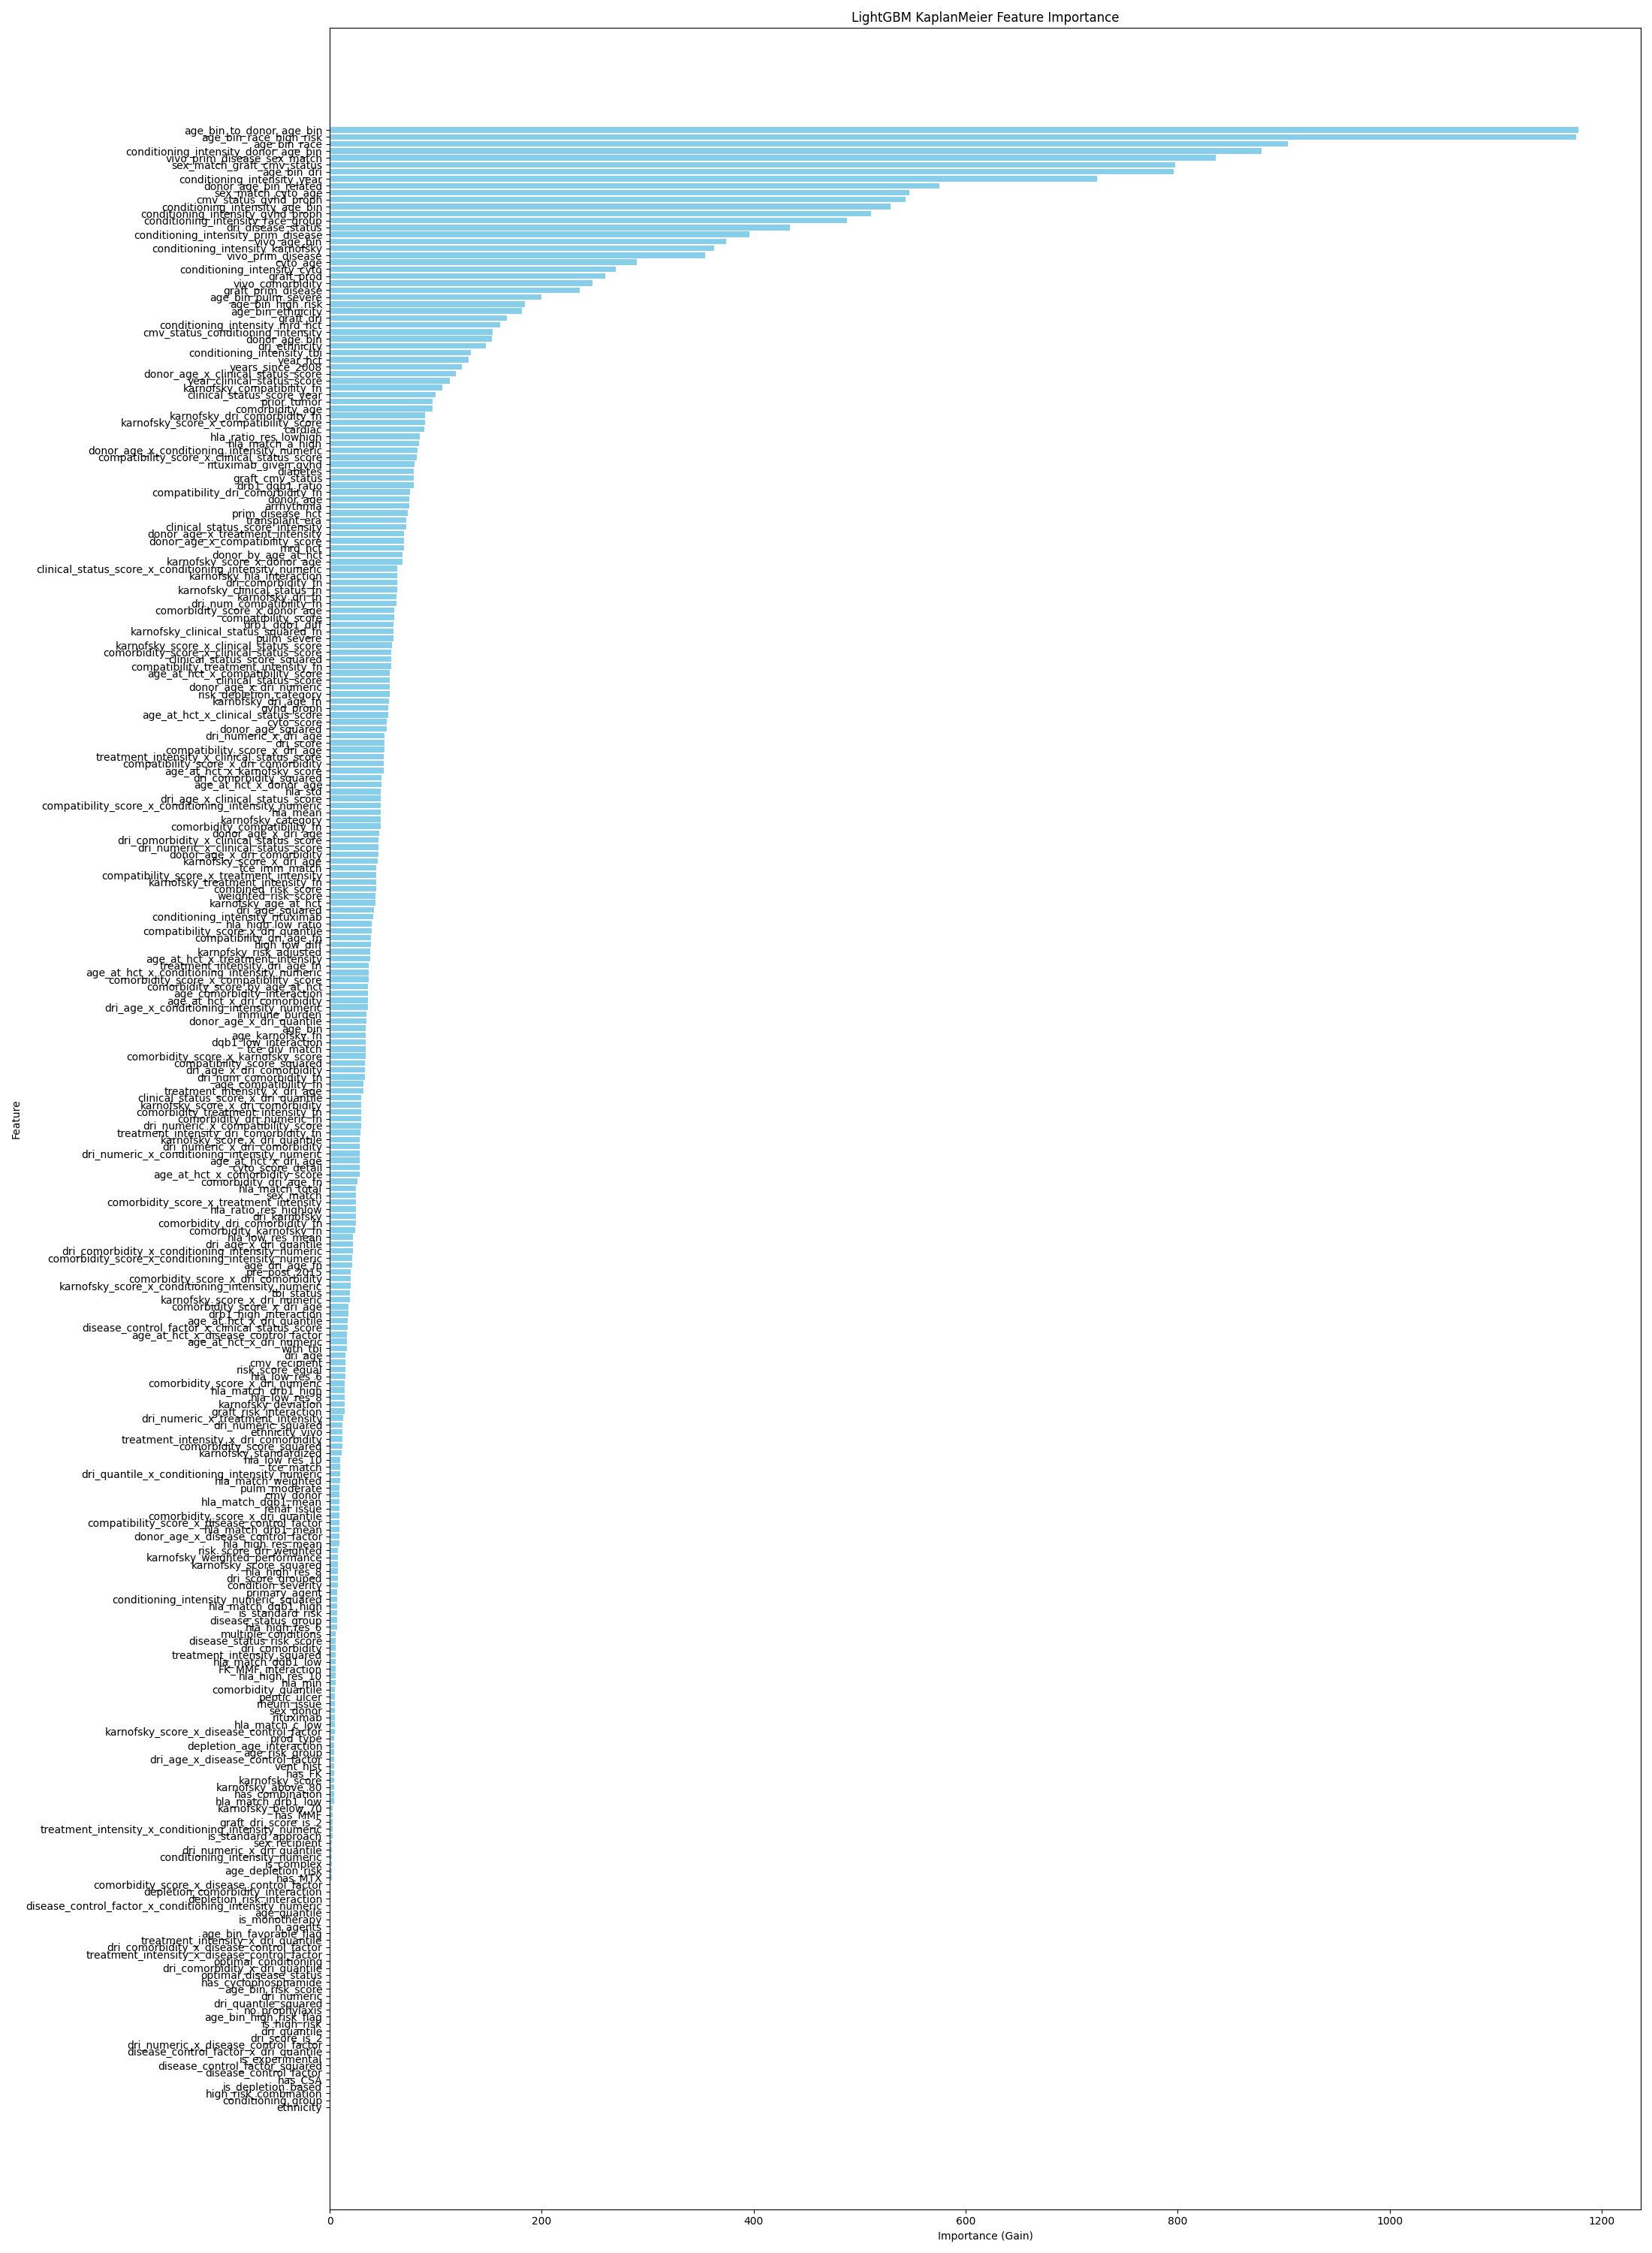 LightGBM KaplanMeier Feature Importance
age_bin_to_donor_age_bin
age_bin_race_high_risk
age_bin_race
conditioning_intensity_donor_age_bin
vivo_prim_disease_sex_match
sex_match_graft_cmv_status
age_bin_dri
conditioning_intensity_year
donor_age_bin_related
sex_match_cyto_age
cmv_status_gvhd_proph
conditioning_intensity_age_bin
conditioning_intensity_gvhd_proph
conditioning_intensity_race_group
dri_disease_status
conditioning_intensity_prim_disease
vivo_age_bin
conditioning_intensity_karnofsky
vivo_prim_disease
cyto_age
conditioning_intensity_cyto
graft_prod
vivo_comorbidity
graft_prim_disease
age_bin_pulm_severe
age_bin_high_risk
age_bin_ethnicity
graft_dri
conditioning_intensity_mrd_hct
cmv_status_conditioning_intensity
donor_age_bin
dri_ethnicity
conditioning_intensity_tbi
year_hct
years_since_2008
donor_age_x_clinical_status_score
year_clinical_status_score
karnofsky_compatibility_fn
clinical_status_score_year
prior_tumor
comorbidity_age
karnofsky_dri_comorbidity_fn
karnofsky_score_x_compatibility_score
cardiac
hla_ratio_res_lowhigh
hla_match_a_high
donor_age_x_conditioning_intensity_numeric
compatibility_score_x_clinical_status_score
rituximab_given_gvhd
diabetes
graft_cmv_status
drb1_dqb1_ratio
compatibility_dri_comorbidity_fn
donor_age
arrhythmia
prim_disease_hct
transplant_era
clinical_status_score_intensity
donor_age_x_treatment_intensity
donor_age_x_compatibility_score
mrd_hct
donor_by_age_at_hct
karnofsky_score_x_donor_age
clinical_status_score_x_conditioning_intensity_numeric
karnofsky_hla_interaction
dri_comorbidity_fn
karnofsky_clinical_status_fn
karnofsky_dri_fn
dri_num_compatibility_fn
comorbidity_score_x_donor_age
compatibility_score
drb1_dqb1_diff
karnofsky_clinical_status_squared_fn
pulm_severe
karnofsky_score_x_clinical_status_score
comorbidity_score_x_clinical_status_score
clinical_status_score_squared
compatibility_treatment_intensity_fn
age_at_hct_x_compatibility_score
clinical_status_score
donor_age_x_dri_numeric
risk_depletion_category
karnofsky_dri_age_fn
gvhd_proph
age_at_hct_x_clinical_status_score
cyto_score
donor_age_squared
dri_numeric_x_dri_age
dri_score
compatibility_score_x_dri_age
treatment_intensity_x_clinical_status_score
compatibility_score_x_dri_comorbidity
age_at_hct_x_karnofsky_score
dri_comorbidity_squared
age_at_hct_x_donor_age
hla_std
dri_age_x_clinical_status_score
compatibility_score_x_conditioning_intensity_numeric
hla_mean
karnofsky_category
comorbidity_compatibility_fn
donor_age_x_dri_age
dri_comorbidity_x_clinical_status_score
dri_numeric_x_clinical_status_score
donor_age_x_dri_comorbidity
karnofsky_score_x_dri_age
tce_imm_match
compatibility_score_x_treatment_intensity
karnofsky_treatment_intensity_fn
combined_risk_score
weighted_risk_score
karnofsky_age_at_hct
dri_age_squared
conditioning_intensity_rituximab
hla_high_low_ratio
compatibility_score_x_dri_quantile
compatibility_dri_age_fn
high_low_diff
karnofsky_risk_adjusted
age_at_hct_x_treatment_intensity
treatment_intensity_dri_age_fn
age_at_hct_x_conditioning_intensity_numeric
comorbidity_score_x_compatibility_score
comorbidity_score_by_age_at_hct
age_comorbidity_interaction
age_at_hct_x_dri_comorbidity
dri_age_x_conditioning_intensity_numeric
immune_burden
donor_age_x_dri_quantile
age_bin
age_karnofsky_fn
dqb1_low_interaction
tce_div_match
comorbidity_score_x_karnofsky_score
compatibility_score_squared
dri_age_x_dri_comorbidity
dri_num_comorbidity_fn
age_compatibility_fn
treatment_intensity_x_dri_age
clinical_status_score_x_dri_quantile
karnofsky_score_x_dri_comorbidity
comorbidity_treatment_intensity_fn
comorbidity_dri_numeric_fn
dri_numeric_x_compatibility_score
treatment_intensity_dri_comorbidity_fn
karnofsky_score_x_dri_quantile
dri_numeric_x_dri_comorbidity
dri_numeric_x_conditioning_intensity_numeric
age_at_hct_x_dri_age
cyto_score_detail
age_at_hct_x_comorbidity_score
comorbidity_dri_age_fn
hla_match_total
sex_match
comorbidity_score_x_treatment_intensity
hla_ratio_res_highlow
dri_karnofsky
comorbidity_dri_comorbidity_fn
comorbidity_karnofsky_fn
hla_low_res_mean
dri_age_x_dri_quantile
dri_comorbidity_x_conditioning_intensity_numeric
comorbidity_score_x_conditioning_intensity_numeric
age_dri_age_fn
pre_post_2015
comorbidity_score_x_dri_comorbidity
karnofsky_score_x_conditioning_intensity_numeric
tbi_status
karnofsky_score_x_dri_numeric
comorbidity_score_x_dri_age
drb1_high_interaction
age_at_hct_x_dri_quantile
disease_control_factor_x_clinical_status_score
age_at_hct_x_disease_control_factor
age_at_hct_x_dri_numeric
with_tbi
dri_age
cmv_recipient
risk_score_equal
hla_low_res_6
comorbidity_score_x_dri_numeric
hla_match_drb1_high
hla_low_res_8
karnofsky_deviation
graft_risk_interaction
dri_numeric_x_treatment_intensity
dri_numeric_squared
ethnicity_vivo
treatment_intensity_x_dri_comorbidity
comorbidity_score_squared
karnofsky_standardized
hla_low_res_10
tce_match
dri_quantile_x_conditioning_intensity_numeric
hla_match_weighted
pulm_moderate
cmv_donor
hla_match_dqb1_mean
renal_issue
comorbidity_score_x_dri_quantile
compatibility_score_x_disease_control_factor
hla_match_drb1_mean
donor_age_x_disease_control_factor
hla_high_res_mean
risk_score_dri_weighted
karnofsky_weighted_performance
karnofsky_score_squared
hla_high_res_8
dri_score_grouped
condition_severity
primary_agent
conditioning_intensity_numeric_squared
hla_match_dqb1_high
is_standard_risk
disease_status_group
hla_high_res_6
multiple_conditions
disease_status_risk_score
dri_comorbidity
treatment_intensity_squared
hla_match_dqb1_low
FK_MMF_interaction
hla_high_res_10
hla_min
comorbidity_quantile
peptic_ulcer
rheum_issue
sex_donor
rituximab
hla_match_c_low
karnofsky_score_x_disease_control_factor
prod_type
depletion_age_interaction
age_risk_group
dri_age_x_disease_control_factor
vent_hist
has_FK
karnofsky_score
karnofsky_above_80
has_combination
hla_match_drb1_low
karnofsky_below_70
has_MMF
graft_dri_score_is_2
treatment_intensity_x_conditioning_intensity_numeric
is_standard_approach
sex_recipient
dri_numeric_x_dri_quantile
conditioning_intensity_numeric
is_complex
age_depletion_risk
has_MTX
comorbidity_score_x_disease_control_factor
depletion_comorbidity_interaction
depletion_risk_interaction
disease_control_factor_x_conditioning_intensity_numeric
age_quantile
is_monotherapy
n_agents
age_bin_favorable_flag
treatment_intensity_x_dri_quantile
dri_comorbidity_x_disease_control_factor
treatment_intensity_x_disease_control_factor
optimal_conditioning
dri_comorbidity_x_dri_quantile
optimal_disease_status
has_cyclophosphamide
age_bin_risk_score
dri_numeric
dri_quantile_squared
no_prophylaxis
age_bin_high_risk_flag
is_high_risk
dri_quantile
dri_score_is_2
dri_numeric_x_disease_control_factor
disease_control_factor_x_dri_quantile
is_experimental
disease_control_factor_squared
disease_control_factor
has_CSA
is_depletion_based
high_risk_combination
conditioning_group
ethnicity
Feature
0 200 400 600 800 1000 1200
Importance (Gain)